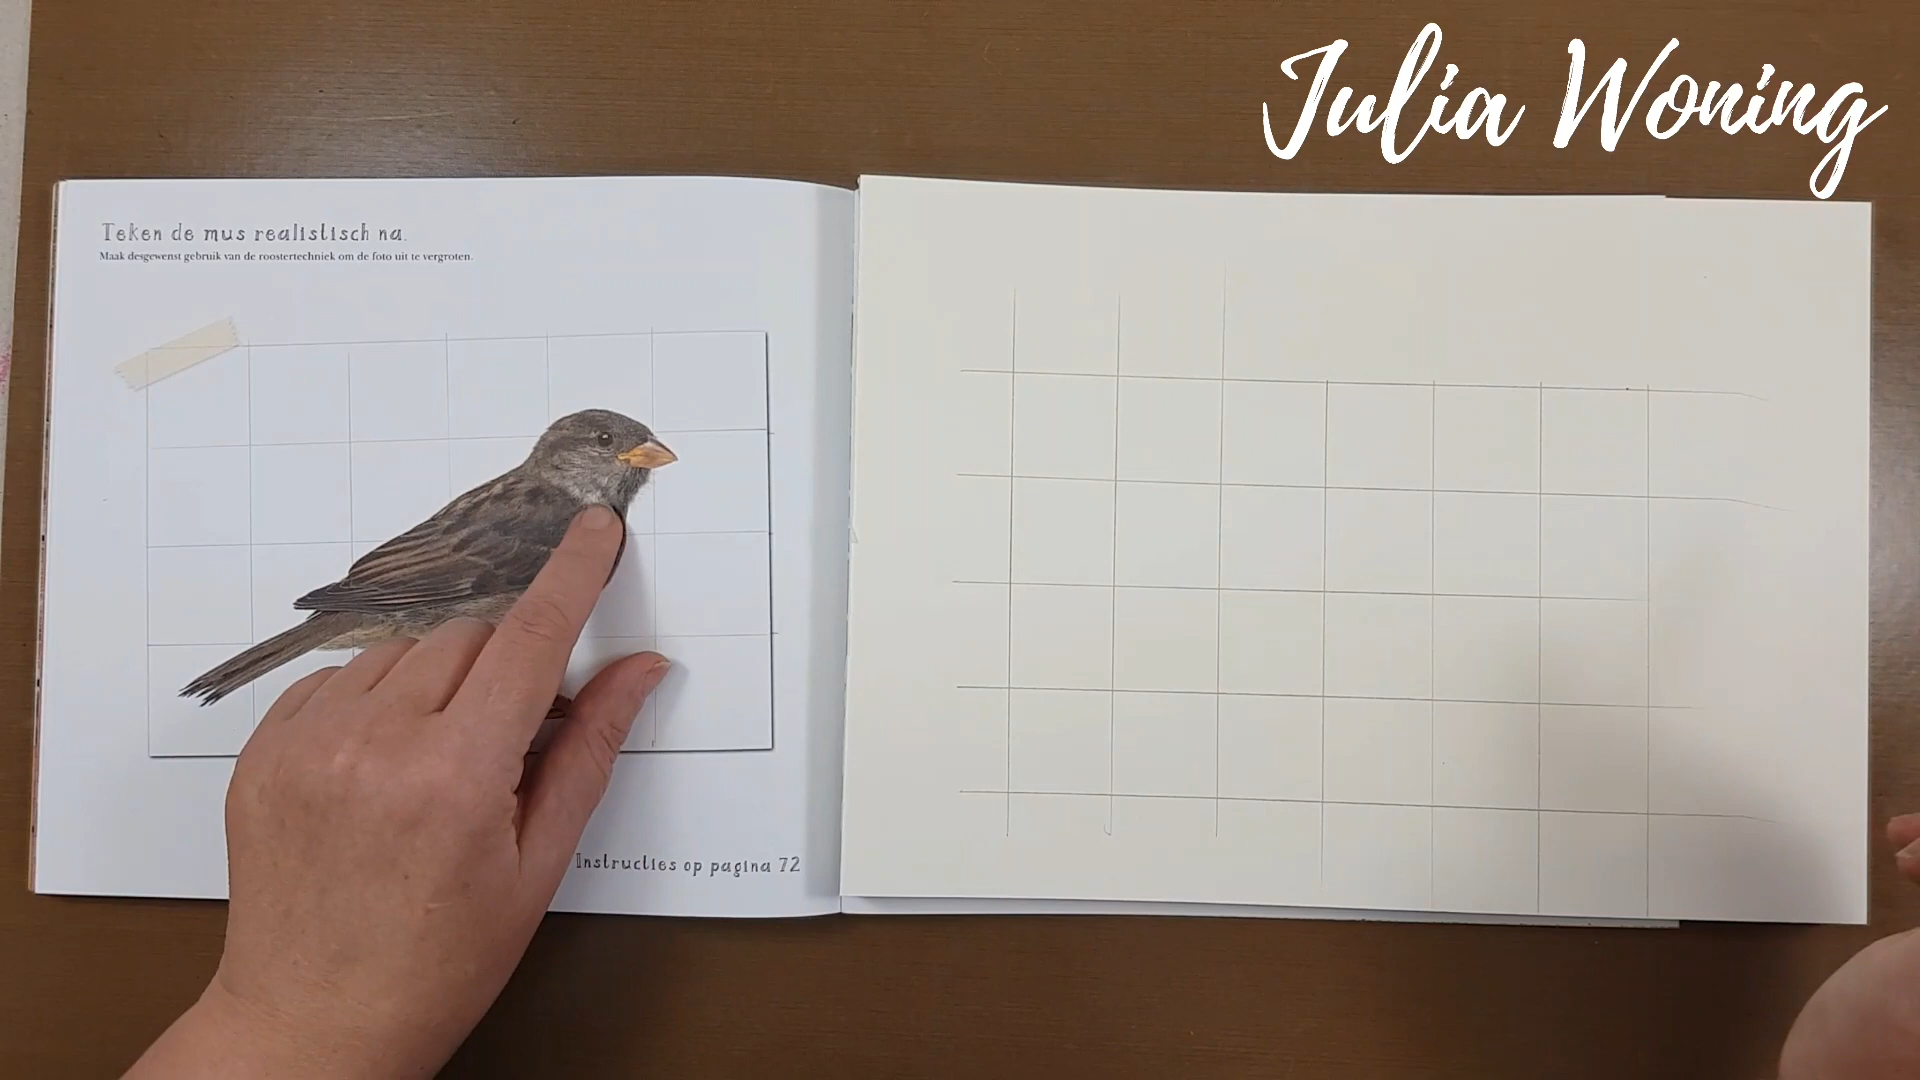 Julia Woning
Teken de mus realistisch na.
Maak desgewenst gebruik van de roostertechniek om de foto uit te vergroten.
Instructies op pagina 72